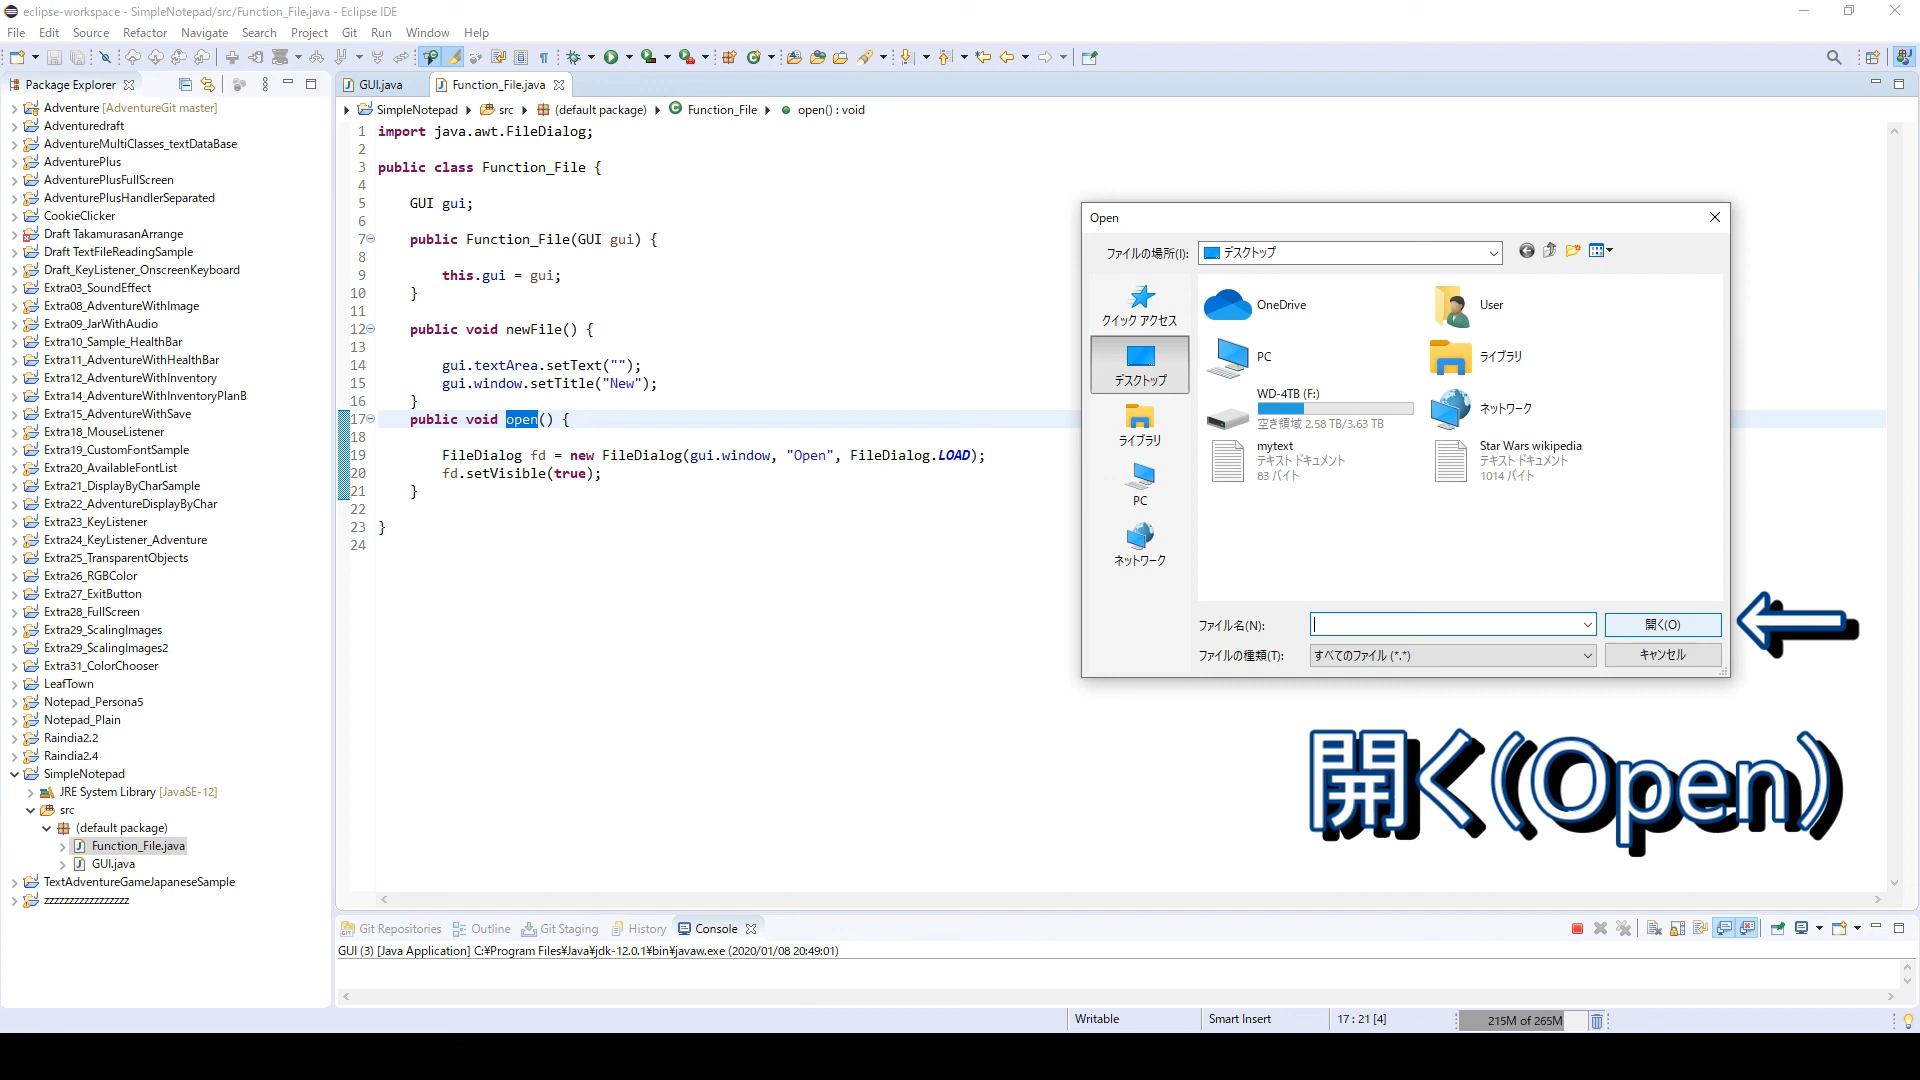 eclipse-workspace - SimpleNotepad/src/Function_File.java - Eclipse IDE
File Edit Source Refactor Navigate Search Project Git Run Window Help
Package Explorer
Adventure [AdventureGit master]
Adventuredraft
AdventureMultiClasses_textDataBase
AdventurePlus
AdventurePlusFullScreen
AdventurePlusHandlerSeparated
CookieClicker
Draft TakamurasanArrange
Draft TextFileReadingSample
Draft_KeyListener_OnscreenKeyboard
Extra03_SoundEffect
Extra08_AdventureWithImage
Extra09_JarWithAudio
Extra10_Sample_HealthBar
Extra11_AdventureWithHealthBar
Extra12_AdventureWithInventory
Extra14_AdventureWithInventoryPlanB
Extra15_AdventureWithSave
Extra18_MouseListener
Extra19_CustomFontSample
Extra20_AvailableFontList
Extra21_DisplayByCharSample
Extra22_AdventureDisplayByChar
Extra23_KeyListener
Extra24_KeyListener_Adventure
Extra25_TransparentObjects
Extra26_RGBColor
Extra27_ExitButton
Extra28_FullScreen
Extra29_ScalingImages
Extra29_ScalingImages2
Extra31_ColorChooser
LeafTown
Notepad_Persona5
Notepad_Plain
Raindia2.2
Raindia2.4
SimpleNotepad
JRE System Library [JavaSE-12]
src
(default package)
Function_File.java
GUI.java
TextAdventureGameJapaneseSample
zzzzzzzzzzzzzzzzz
GUI.java Function_File.java
SimpleNotepad src (default package) Function_File open() : void
1 import java.awt.FileDialog;
2
3 public class Function_File {
4
5 GUI gui;
6
7 public Function_File(GUI gui) {
8
9 this.gui = gui;
10 }
11
12 public void newFile() {
13
14 gui.textArea.setText("");
15 gui.window.setTitle("New");
16 }
17 public void open() {
18
19 FileDialog fd = new FileDialog(gui.window, "Open", FileDialog.LOAD);
20 fd.setVisible(true);
21 }
22
23 }
24
Open
ファイルの場所(I): デスクトップ
クイック アクセス
デスクトップ
ライブラリ
PC
ネットワーク
OneDrive
User
PC
ライブラリ
WD-4TB (F:)
空き領域 2.58 TB/3.63 TB
ネットワーク
mytext
テキスト ドキュメント
83 バイト
Star Wars wikipedia
テキスト ドキュメント
1014 バイト
ファイル名(N): 開く(O)
ファイルの種類(T): すべてのファイル (*.*) キャンセル
開く(Open)
Git Repositories Outline Git Staging History Console
GUI (3) [Java Application] C:¥Program Files¥Java¥jdk-12.0.1¥bin¥javaw.exe (2020/01/08 20:49:01)
Writable Smart Insert 17 : 21 [4] 215M of 265M